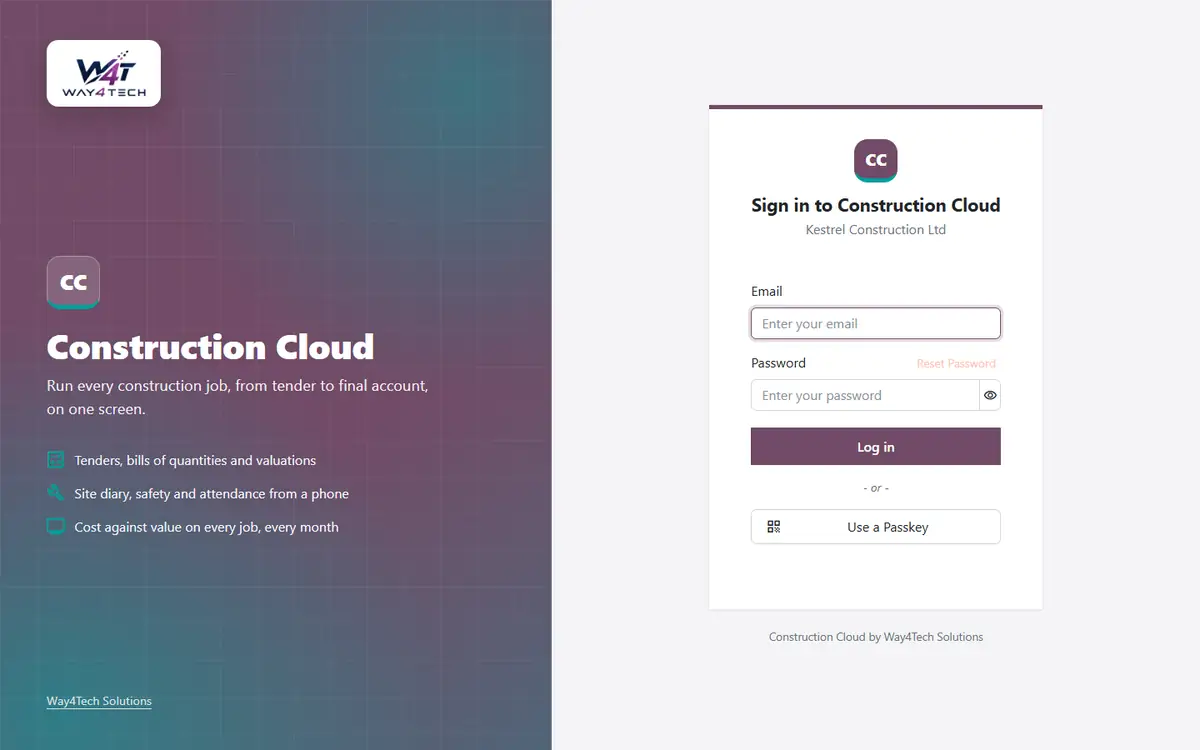 W4T
WAY4TECH
CC
Construction Cloud
Run every construction job, from tender to final account,
on one screen.
Tenders, bills of quantities and valuations
Site diary, safety and attendance from a phone
Cost against value on every job, every month
Way4Tech Solutions
CC
Sign in to Construction Cloud
Kestrel Construction Ltd
Email
Enter your email
Password
Reset Password
Enter your password
Log in
- or -
Use a Passkey
Construction Cloud by Way4Tech Solutions